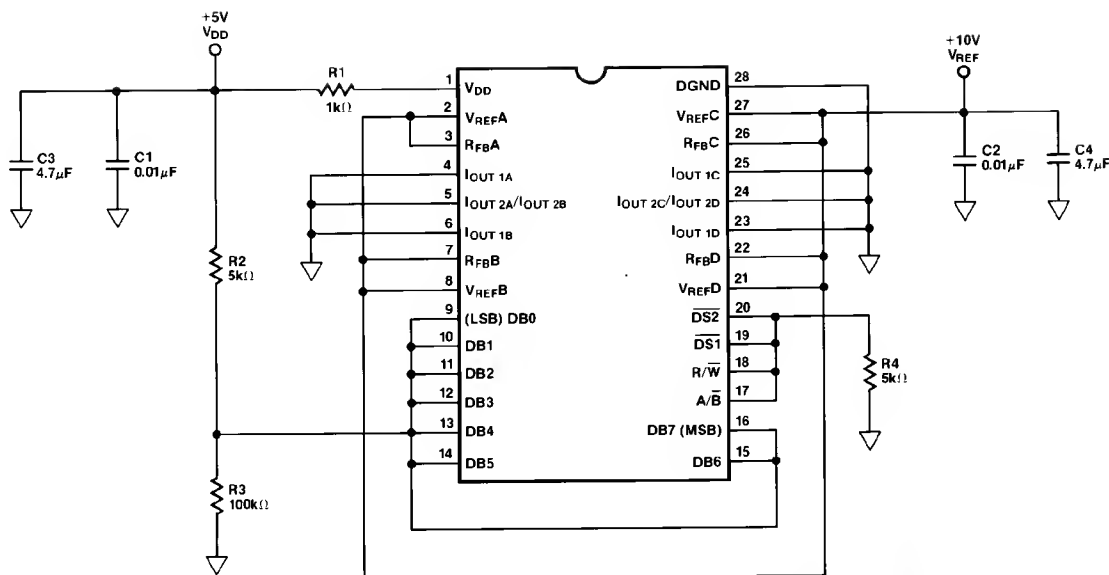 +5V
VDD
+10V
VREF
R1
1kΩ
C3
4.7μF
C1
0.01μF
R2
5kΩ
R3
100kΩ
1
VDD
2
VREFA
3
RFBA
4
IOUT 1A
5
IOUT 2A/IOUT 2B
6
IOUT 1B
7
RFBB
8
VREFB
9
(LSB) DB0
10
DB1
11
DB2
12
DB3
13
DB4
14
DB5
DGND
28
VREFC
27
RFBC
26
IOUT 1C
25
IOUT 2C/IOUT 2D
24
IOUT 1D
23
RFBD
22
VREFD
21
DS2
20
DS1
19
R/W
18
A/B
17
DB7 (MSB)
16
DB6
15
C2
0.01μF
C4
4.7μF
R4
5kΩ